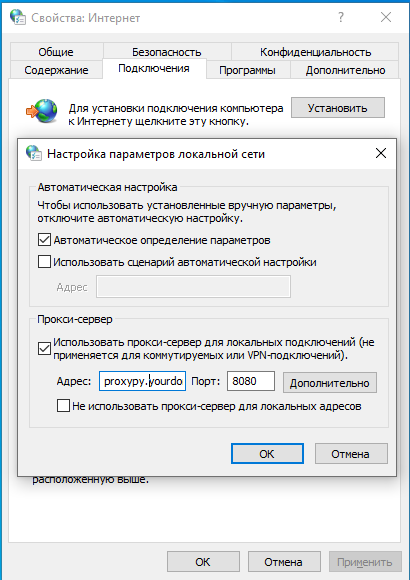 Свойства: Интернет
Общие Безопасность Конфиденциальность
Содержание Подключения Программы Дополнительно
Для установки подключения компьютера
к Интернету щелкните эту кнопку.
Установить
Настройка параметров локальной сети
Автоматическая настройка
Чтобы использовать установленные вручную параметры,
отключите автоматическую настройку.
Автоматическое определение параметров
Использовать сценарий автоматической настройки
Адрес
Прокси-сервер
Использовать прокси-сервер для локальных подключений (не
применяется для коммутируемых или VPN-подключений).
Адрес: proxypy.yourdo Порт: 8080 Дополнительно
Не использовать прокси-сервер для локальных адресов
ОК Отмена
расположенную выше.
ОК Отмена Применить